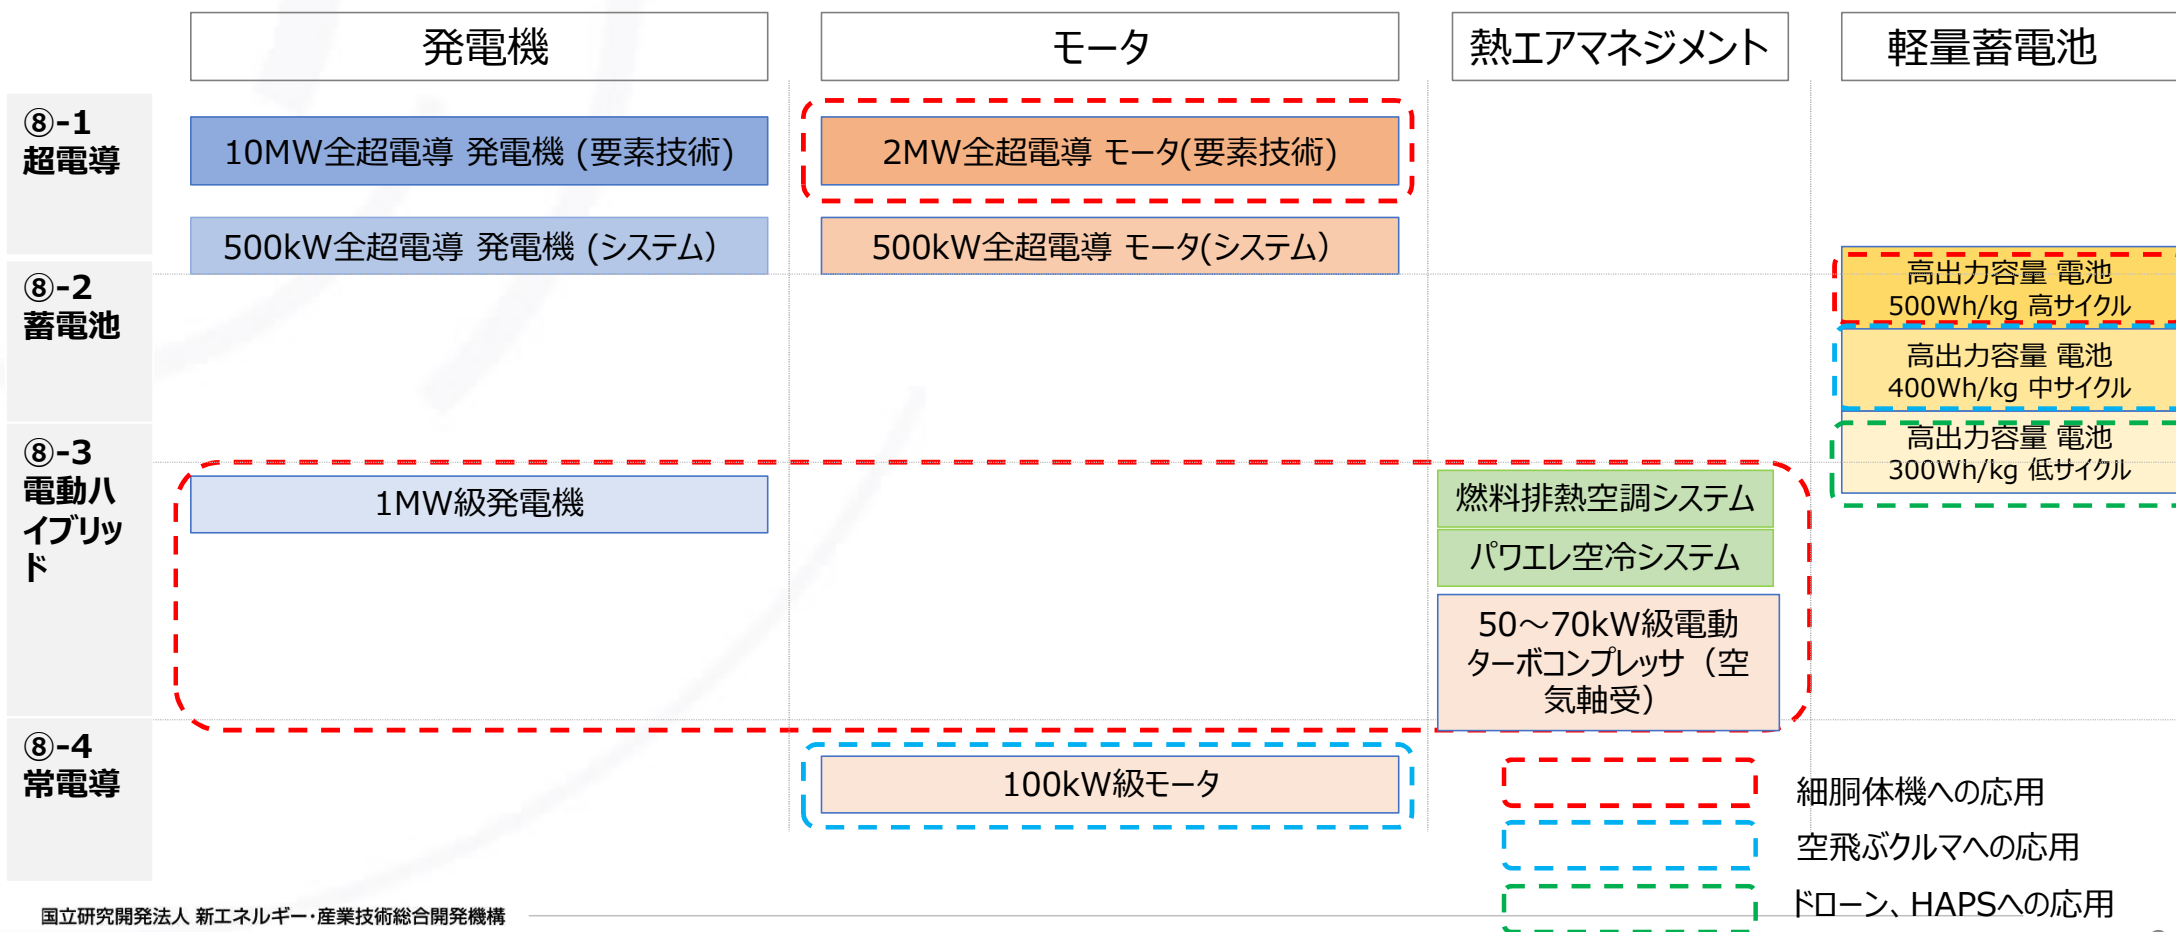 発電機
モータ
熱エアマネジメント
軽量蓄電池
⑧-1
超電導
10MW全超電導 発電機 (要素技術)
2MW全超電導 モータ(要素技術)
500kW全超電導 発電機 (システム)
500kW全超電導 モータ(システム)
⑧-2
蓄電池
高出力容量 電池
500Wh/kg 高サイクル
高出力容量 電池
400Wh/kg 中サイクル
高出力容量 電池
300Wh/kg 低サイクル
⑧-3
電動ハ
イブリッ
ド
1MW級発電機
燃料排熱空調システム
パワエレ空冷システム
50～70kW級電動
ターボコンプレッサ（空
気軸受）
⑧-4
常電導
100kW級モータ
細胴体機への応用
空飛ぶクルマへの応用
ドローン、HAPSへの応用
国立研究開発法人 新エネルギー・産業技術総合開発機構